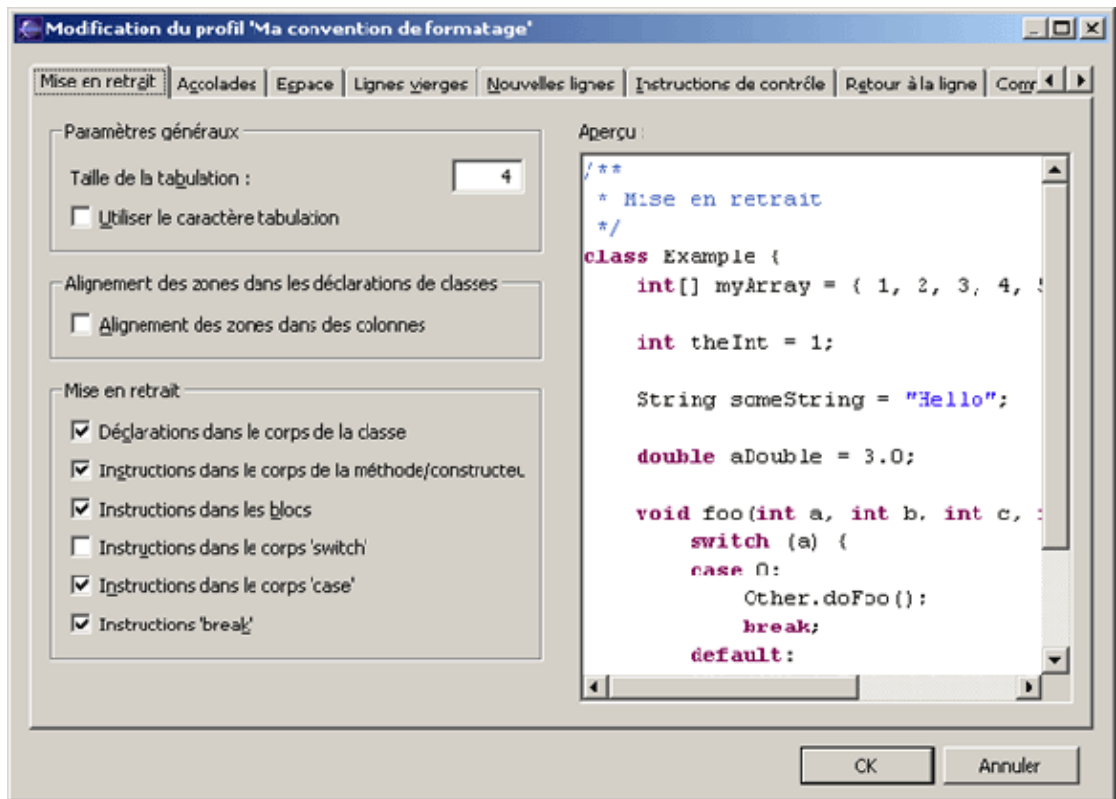 Modification du profil 'Ma convention de formatage'
Mise en retrait Accolades Espace Lignes vierges Nouvelles lignes Instructions de contrôle Retour à la ligne Comr
Paramètres généraux
Taille de la tabulation : 4
Utiliser le caractère tabulation
Alignement des zones dans les déclarations de classes
Alignement des zones dans des colonnes
Mise en retrait
Déclarations dans le corps de la classe
Instructions dans le corps de la méthode/constructeu
Instructions dans les blocs
Instructions dans le corps 'switch'
Instructions dans le corps 'case'
Instructions 'break'
Aperçu :
/**
 * Mise en retrait
 */
class Example {
int[] myArray = { 1, 2, 3, 4, 5
int theInt = 1;
String someString = "Hello";
double aDouble = 3.0;
void foo(int a, int b, int c, i
switch (a) {
case 0:
Other.doFoo();
break;
default:
OK Annuler